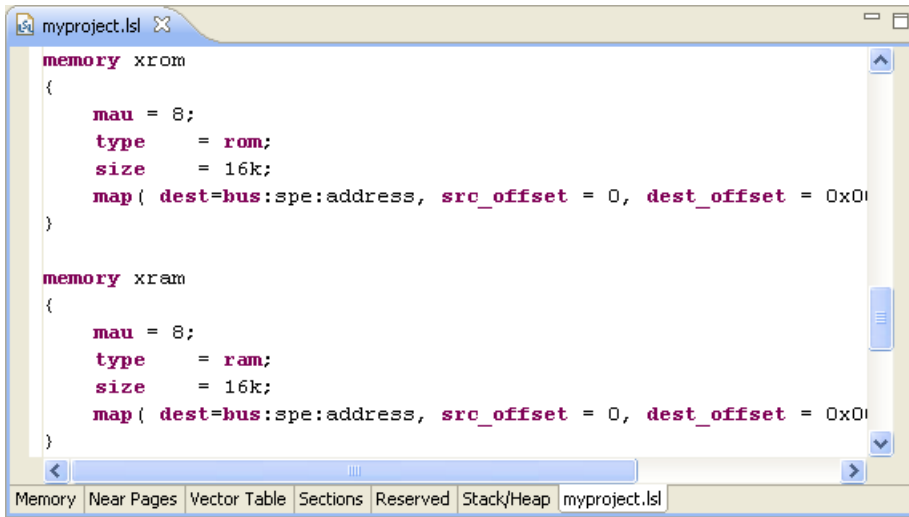 myproject.lsl
memory xrom
{
mau = 8;
type = rom;
size = 16k;
map( dest=bus:spe:address, src_offset = 0, dest_offset =
}
memory xram
{
mau = 8;
type = ram;
size = 16k;
map( dest=bus:spe:address, src_offset = 0, dest_offset =
}
Memory Near Pages Vector Table Sections Reserved Stack/Heap myproject.lsl